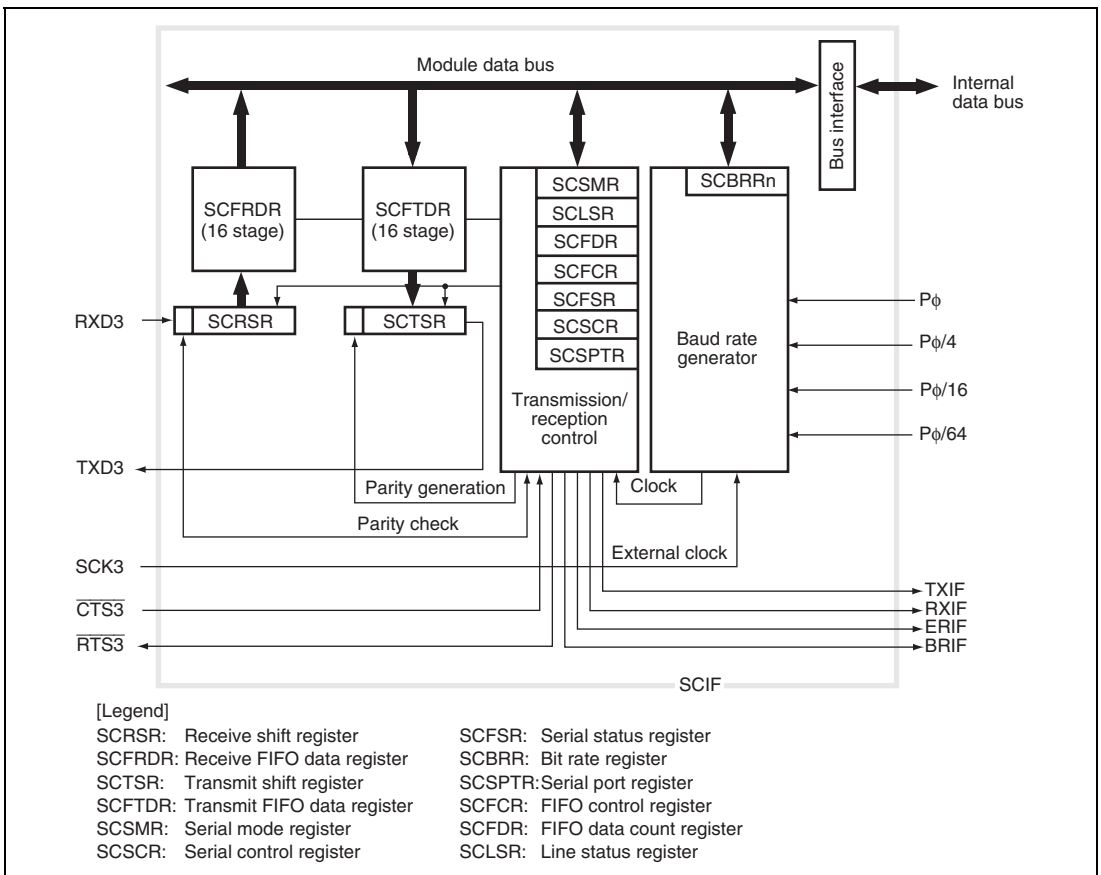 Module data bus
Bus interface
Internal
data bus
SCFRDR
(16 stage)
SCFTDR
(16 stage)
SCSMR
SCLSR
SCFDR
SCFCR
SCFSR
SCSCR
SCSPTR
Transmission/
reception
control
SCBRRn
Baud rate
generator
Pϕ
Pϕ/4
Pϕ/16
Pϕ/64
RXD3
SCRSR
SCTSR
TXD3
Parity generation
Clock
Parity check
SCK3
External clock
CTS3
RTS3
TXIF
RXIF
ERIF
BRIF
SCIF
[Legend]
SCRSR: Receive shift register
SCFRDR: Receive FIFO data register
SCTSR: Transmit shift register
SCFTDR: Transmit FIFO data register
SCSMR: Serial mode register
SCSCR: Serial control register
SCFSR: Serial status register
SCBRR: Bit rate register
SCSPTR:Serial port register
SCFCR: FIFO control register
SCFDR: FIFO data count register
SCLSR: Line status register